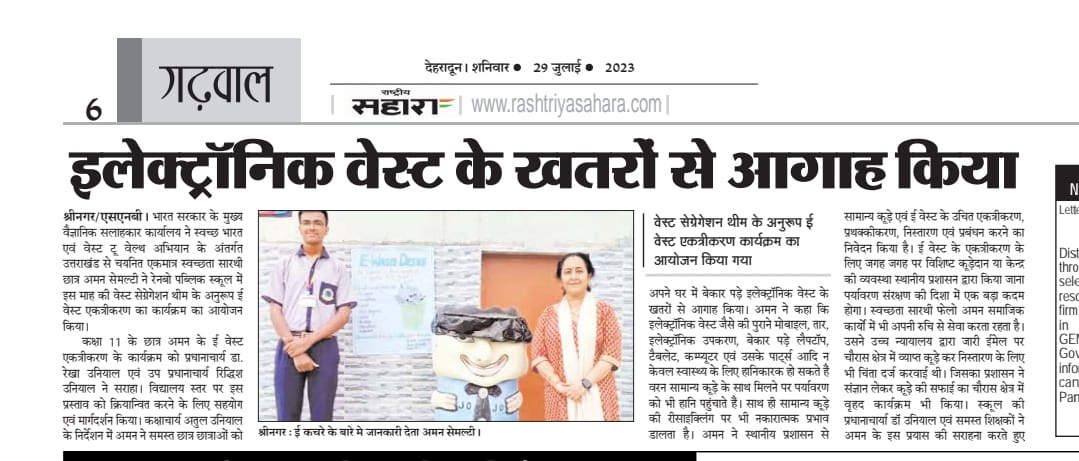 6
गढ़वाल
देहरादून। शनिवार ● 29 जुलाई ● 2023
राष्ट्रीय
सहारा
| www.rashtriyasahara.com |
इलेक्ट्रॉनिक वेस्ट के खतरों से आगाह किया
श्रीनगर/एसएनबी। भारत सरकार के मुख्य
वैज्ञानिक सलाहकार कार्यालय ने स्वच्छ भारत
एवं वेस्ट टू वेल्थ अभियान के अंतर्गत
उत्तराखंड से चयनित एकमात्र स्वच्छता सारथी
छात्र अमन सेमल्टी ने रेनबो पब्लिक स्कूल में
इस माह की वेस्ट सेग्रेगेशन थीम के अनुरूप ई
वेस्ट एकत्रीकरण का कार्यक्रम का आयोजन
किया।
कक्षा 11 के छात्र अमन के ई वेस्ट
एकत्रीकरण के कार्यक्रम को प्रधानाचार्य डा.
रेखा उनियाल एवं उप प्रधानाचार्य रिद्धिश
उनियाल ने सराहा। विद्यालय स्तर पर इस
प्रस्ताव को क्रियान्वित करने के लिए सहयोग
एवं मार्गदर्शन किया। कक्षाचार्य अतुल उनियाल
के निर्देशन में अमन ने समस्त छात्र छात्राओं को
E-Waste Detox
JO JO
श्रीनगर : ई कचरे के बारे मे जानकारी देता अमन सेमल्टी।
वेस्ट सेग्रेगेशन थीम के अनुरूप ई
वेस्ट एकत्रीकरण कार्यक्रम का
आयोजन किया गया
अपने घर में बेकार पड़े इलेक्ट्रॉनिक वेस्ट के
खतरों से आगाह किया। अमन ने कहा कि
इलेक्ट्रॉनिक वेस्ट जैसे की पुराने मोबाइल, तार,
इलेक्ट्रॉनिक उपकरण, बेकार पड़े लैपटॉप,
टैबलेट, कम्प्यूटर एवं उसके पार्ट्स आदि न
केवल स्वास्थ्य के लिए हानिकारक हो सकते है
वरन सामान्य कूड़े के साथ मिलने पर पर्यावरण
को भी हानि पहुंचाते है। साथ ही सामान्य कूड़े
की रीसाइक्लिंग पर भी नकारात्मक प्रभाव
डालता है। अमन ने स्थानीय प्रशासन से
सामान्य कूड़े एवं ई वेस्ट के उचित एकत्रीकरण,
प्रथक्कीकरण, निस्तारण एवं प्रबंधन करने का
निवेदन किया है। ई वेस्ट के एकत्रीकरण के
लिए जगह जगह पर विशिष्ट कूड़ेदान या केन्द्र
की व्यवस्था स्थानीय प्रशासन द्वारा किया जाना
पर्यावरण संरक्षण की दिशा में एक बड़ा कदम
होगा। स्वच्छता सारथी फेलो अमन समाजिक
कार्यों में भी अपनी रुचि से सेवा करता रहता है।
उसने उच्च न्यायालय द्वारा जारी ईमेल पर
चौरास क्षेत्र में व्याप्त कूड़े कर निस्तारण के लिए
भी चिंता दर्ज करवाई थी। जिसका प्रशासन ने
संज्ञान लेकर कूड़े की सफाई का चौरास क्षेत्र में
वृहद कार्यक्रम भी किया। स्कूल की
प्रधानाचार्या डॉ उनियाल एवं समस्त शिक्षकों ने
अमन के इस प्रयास की सराहना करते हुए
N
Lette
Dist
thro
sele
reso
firm
in
GEM
Gov
infor
can
Pan